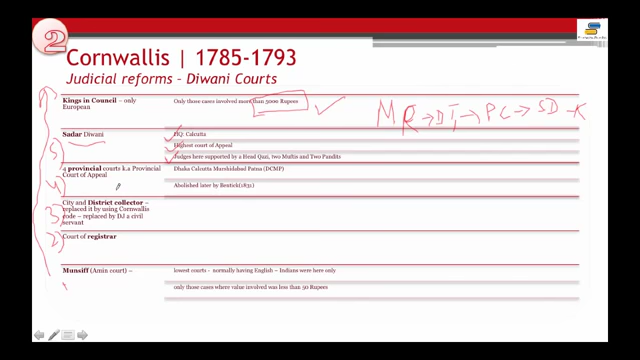 2
Cornwallis | 1785-1793
Judicial reforms – Diwani Courts
Kings in Council – only European
Only those cases involved more than 5000 Rupees
M R → DJ → PC → SD → K
Sadar Diwani
HQ: Calcutta
Highest court of Appeal
Judges here supported by a Head Quai, two Muftis and Two Pandits
5)
4 provincial courts k.a Provincial Court of Appeal
Dhaka Calcutta Murshidabad Patna (DCMP)
Abolished later by Bentick(1831)
4)
City and District collector – replaced it by using Cornwallis code – replaced by DJ a civil servant
3)
Court of registrar
2)
Munsiff (Amin court) –
lowest courts - normally having English – Indians were here only
only those cases where value involved was less than 50 Rupees